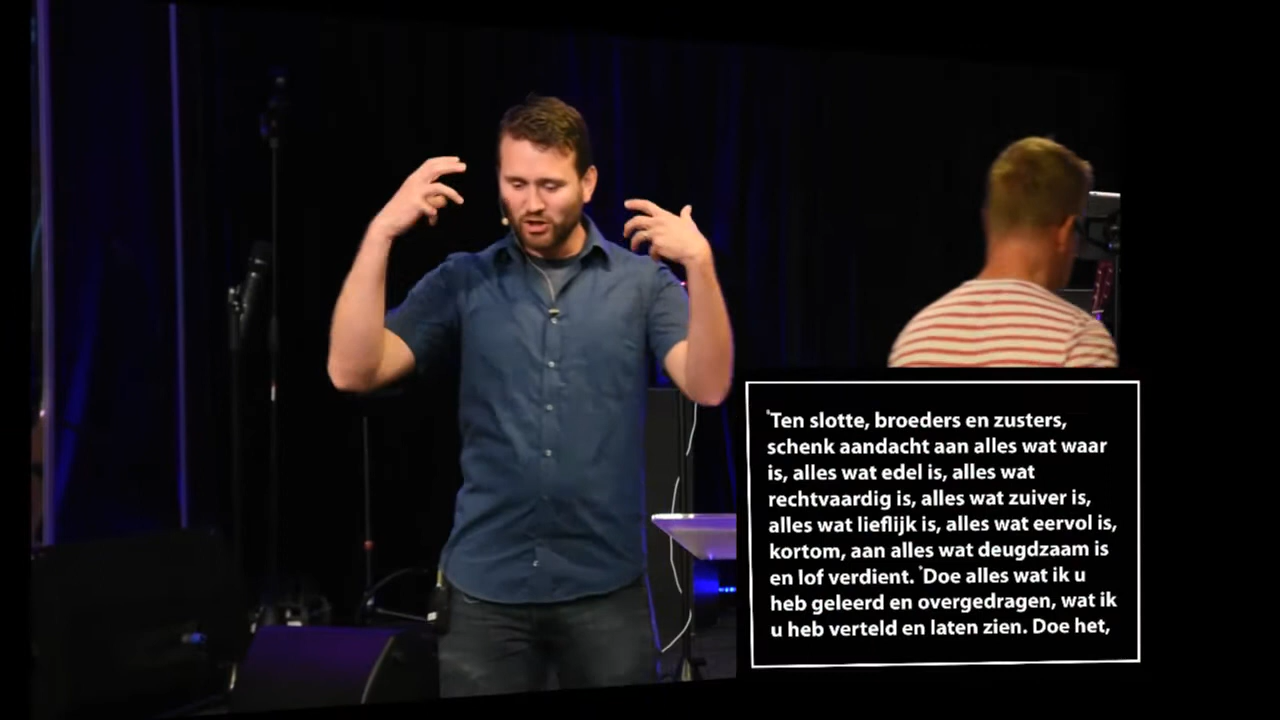 Ten slotte, broeders en zusters,
schenk aandacht aan alles wat waar
is, alles wat edel is, alles wat
rechtvaardig is, alles wat zuiver is,
alles wat lieflijk is, alles wat eervol is,
kortom, aan alles wat deugdzaam is
en lof verdient. Doe alles wat ik u
heb geleerd en overgedragen, wat ik
u heb verteld en laten zien. Doe het,